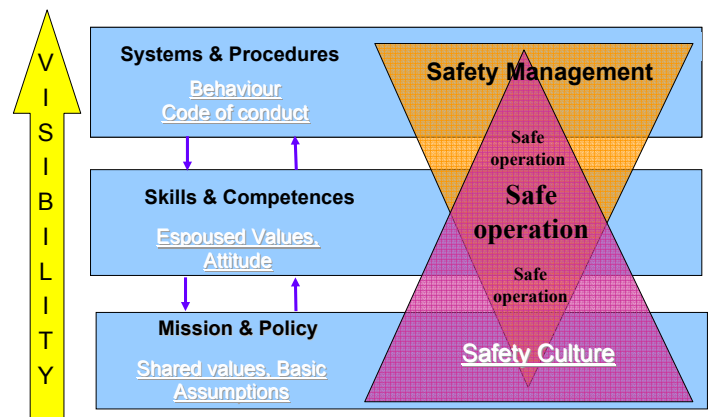 VISIBILITY
Systems & Procedures
Behaviour
Code of conduct
Skills & Competences
Espoused Values,
Attitude
Mission & Policy
Shared values, Basic
Assumptions
Safety Management
Safe
operation
Safe
operation
Safe
operation
Safety Culture